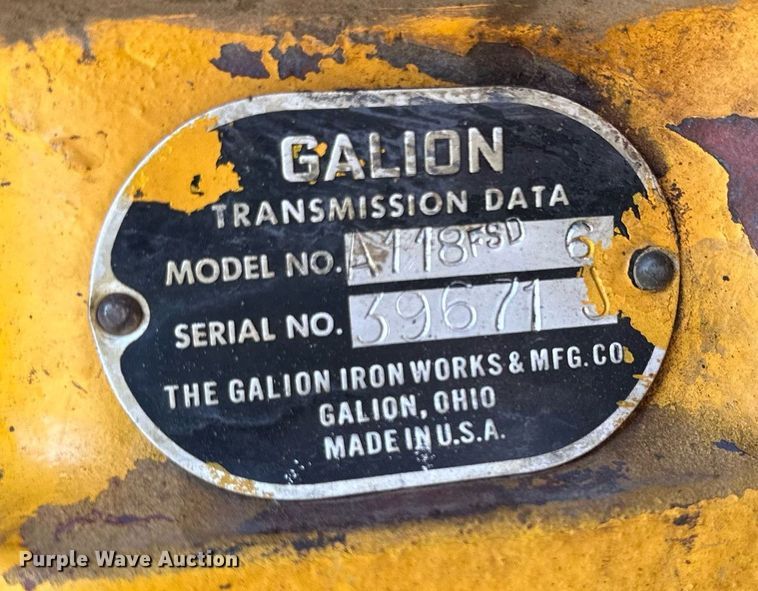 GALION
TRANSMISSION DATA
MODEL NO. A118FSD 6
SERIAL NO. 39671 J
THE GALION IRON WORKS & MFG. CO
GALION, OHIO
MADE IN U.S.A.
Purple Wave Auction